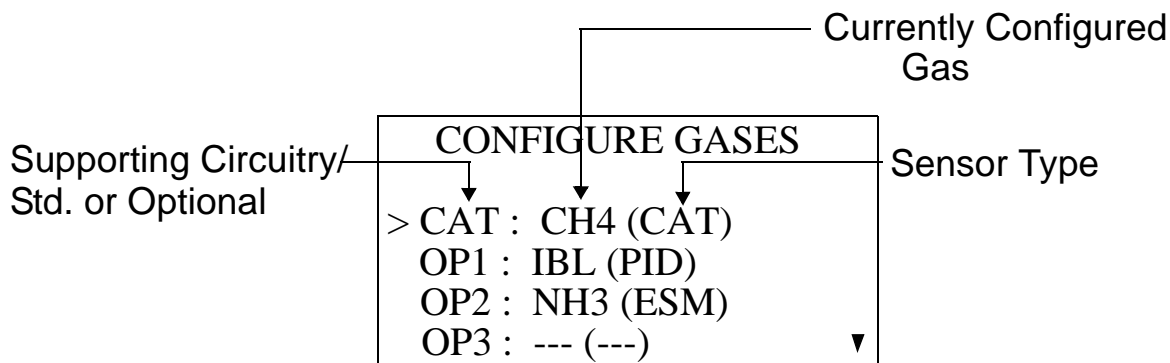 Currently Configured
Gas
Supporting Circuitry/
Std. or Optional
Sensor Type
CONFIGURE GASES
> CAT : CH4 (CAT)
OP1 : IBL (PID)
OP2 : NH3 (ESM)
OP3 : --- (---)